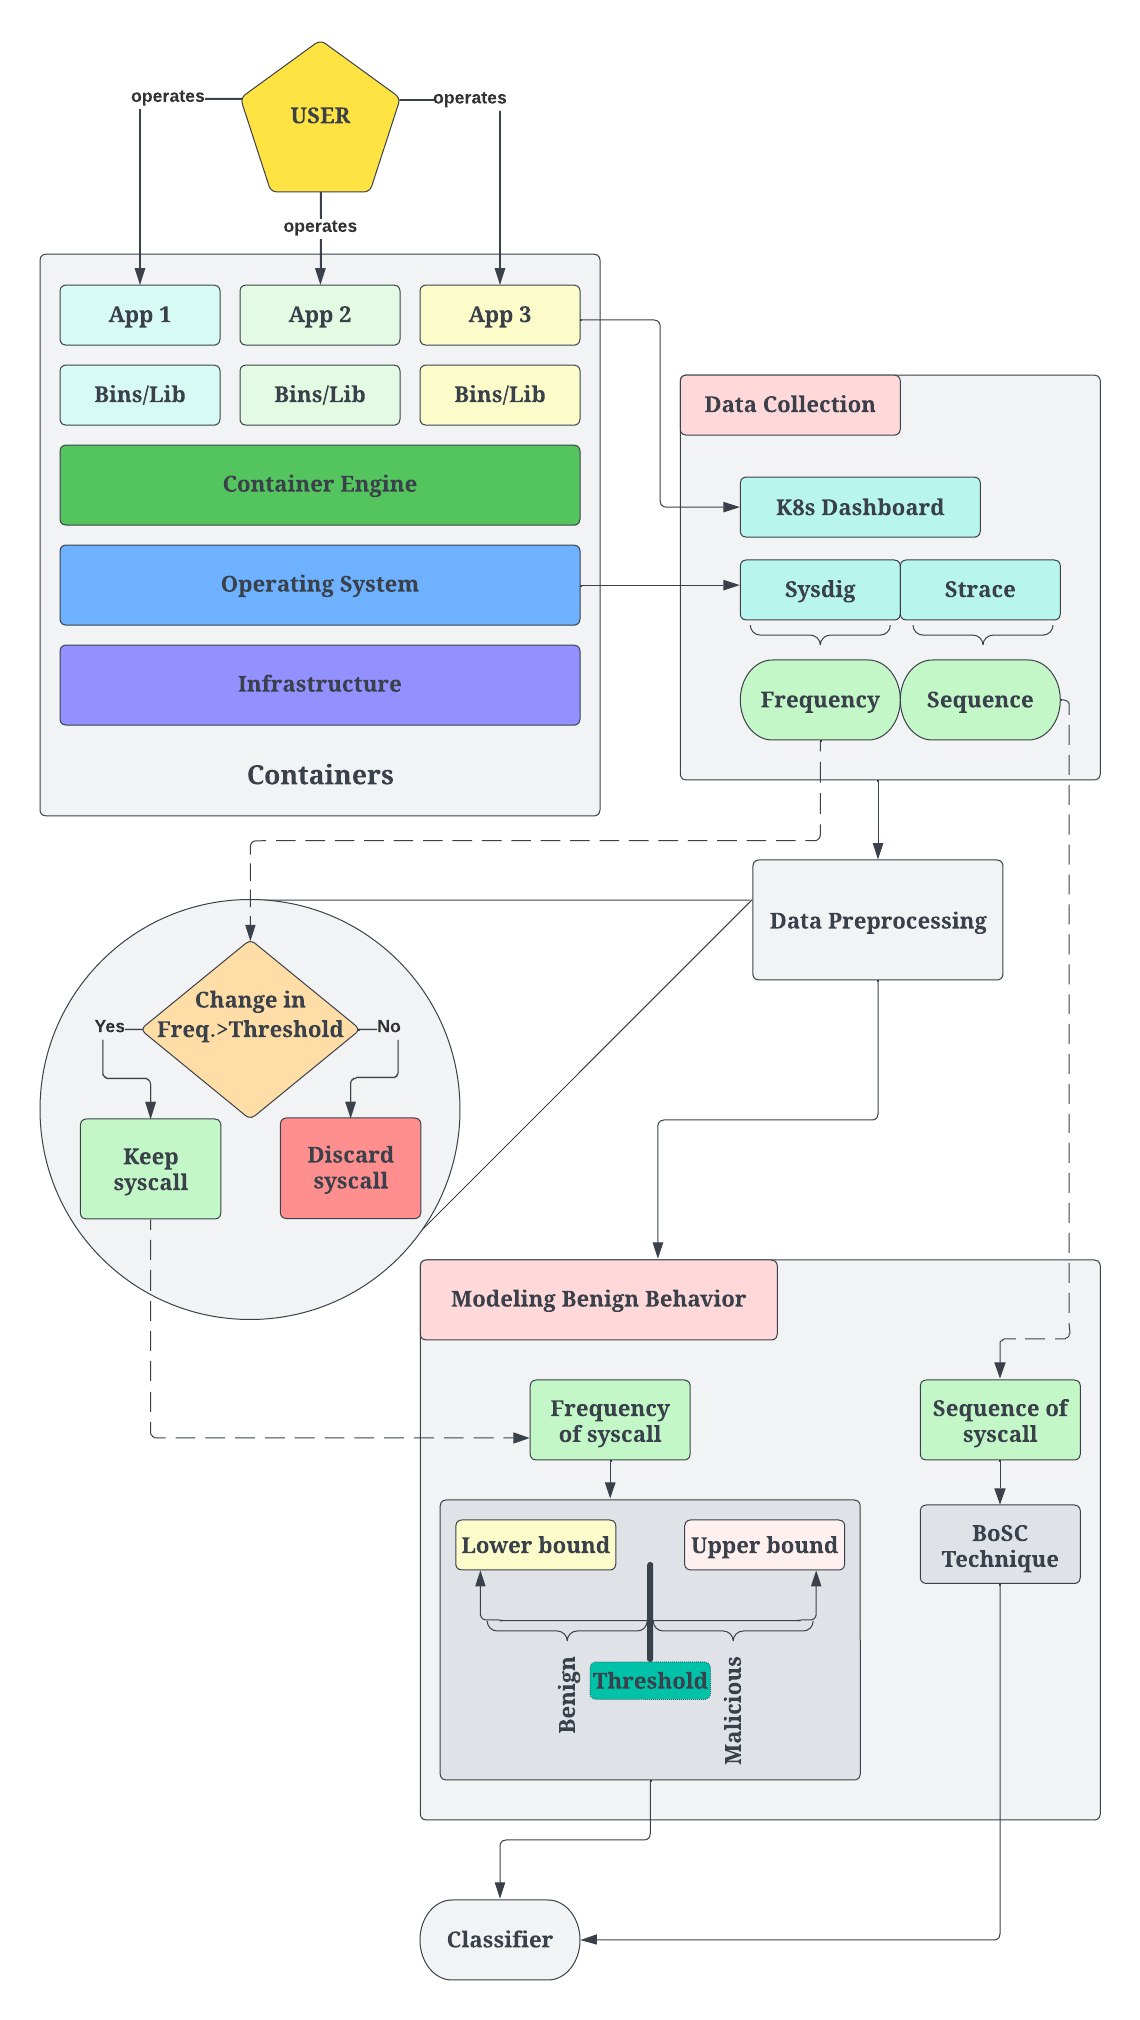 USER
operates
operates
operates
App 1
App 2
App 3
Bins/Lib
Bins/Lib
Bins/Lib
Container Engine
Operating System
Infrastructure
Containers
Data Collection
K8s Dashboard
Sysdig
Strace
Frequency
Sequence
Data Preprocessing
Change in
Freq.>Threshold
Yes
No
Keep
syscall
Discard
syscall
Modeling Benign Behavior
Frequency
of syscall
Sequence of
syscall
Lower bound
Upper bound
BoSC
Technique
Benign
Threshold
Malicious
Classifier